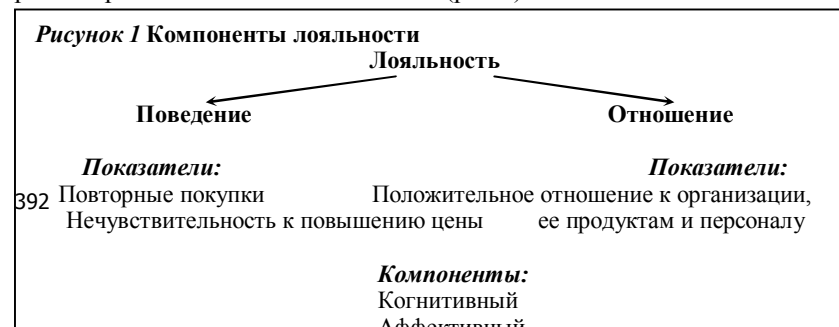 Рисунок 1 Компоненты лояльности
Лояльность
Поведение Отношение
Показатели: Показатели:
392 Повторные покупки Положительное отношение к организации,
Нечувствительность к повышению цены ее продуктам и персоналу
Компоненты:
Когнитивный
Аффективный